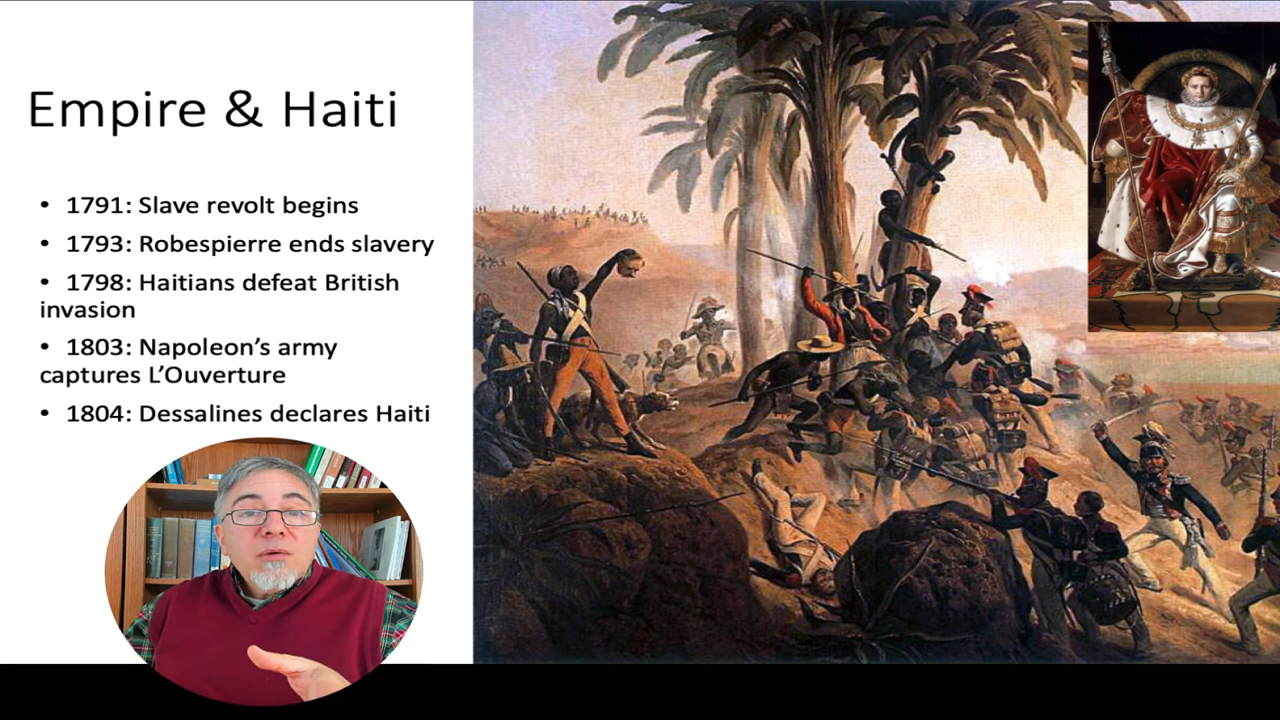 Empire & Haiti
• 1791: Slave revolt begins
• 1793: Robespierre ends slavery
• 1798: Haitians defeat British
invasion
• 1803: Napoleon’s army
captures L’Ouverture
• 1804: Dessalines declares Haiti